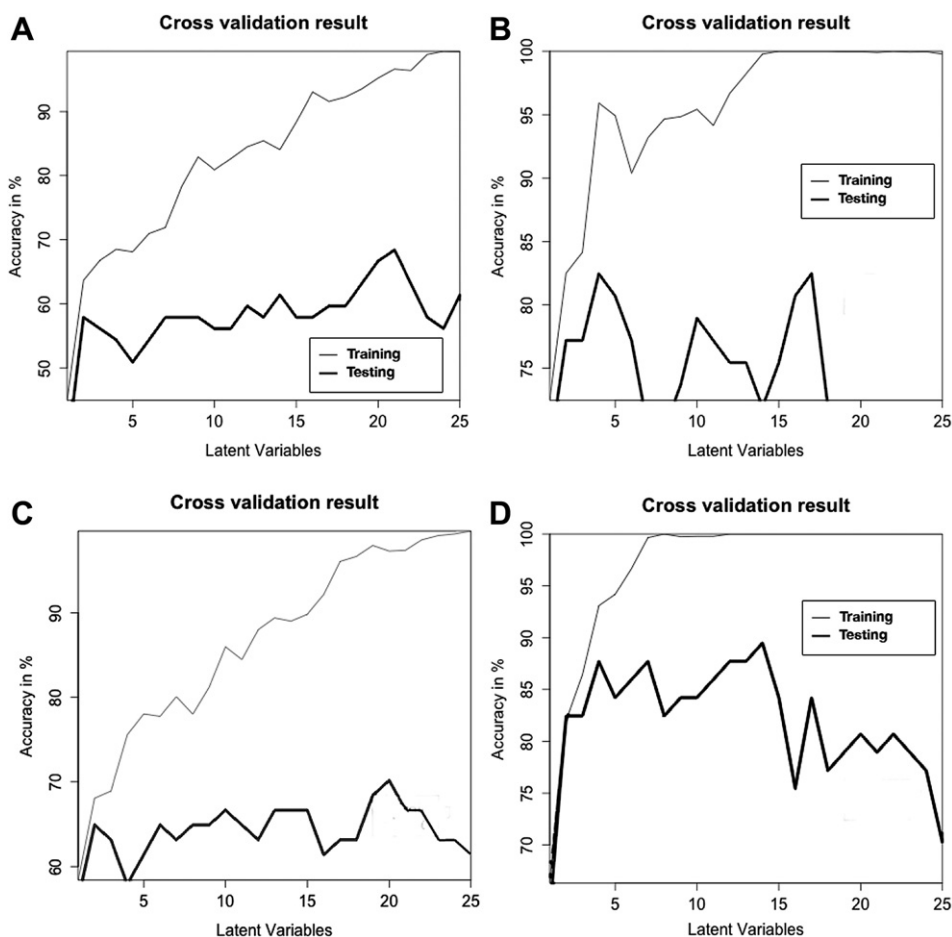 A
Cross validation result
Accuracy in %
90
80
70
60
50
Training
Testing
5
10
15
20
25
Latent Variables
B
Cross validation result
Accuracy in %
100
95
90
85
80
75
Training
Testing
5
10
15
20
25
Latent Variables
C
Cross validation result
Accuracy in %
90
80
70
60
5
10
15
20
25
Latent Variables
D
Cross validation result
Accuracy in %
100
95
90
85
80
75
70
Training
Testing
5
10
15
20
25
Latent Variables